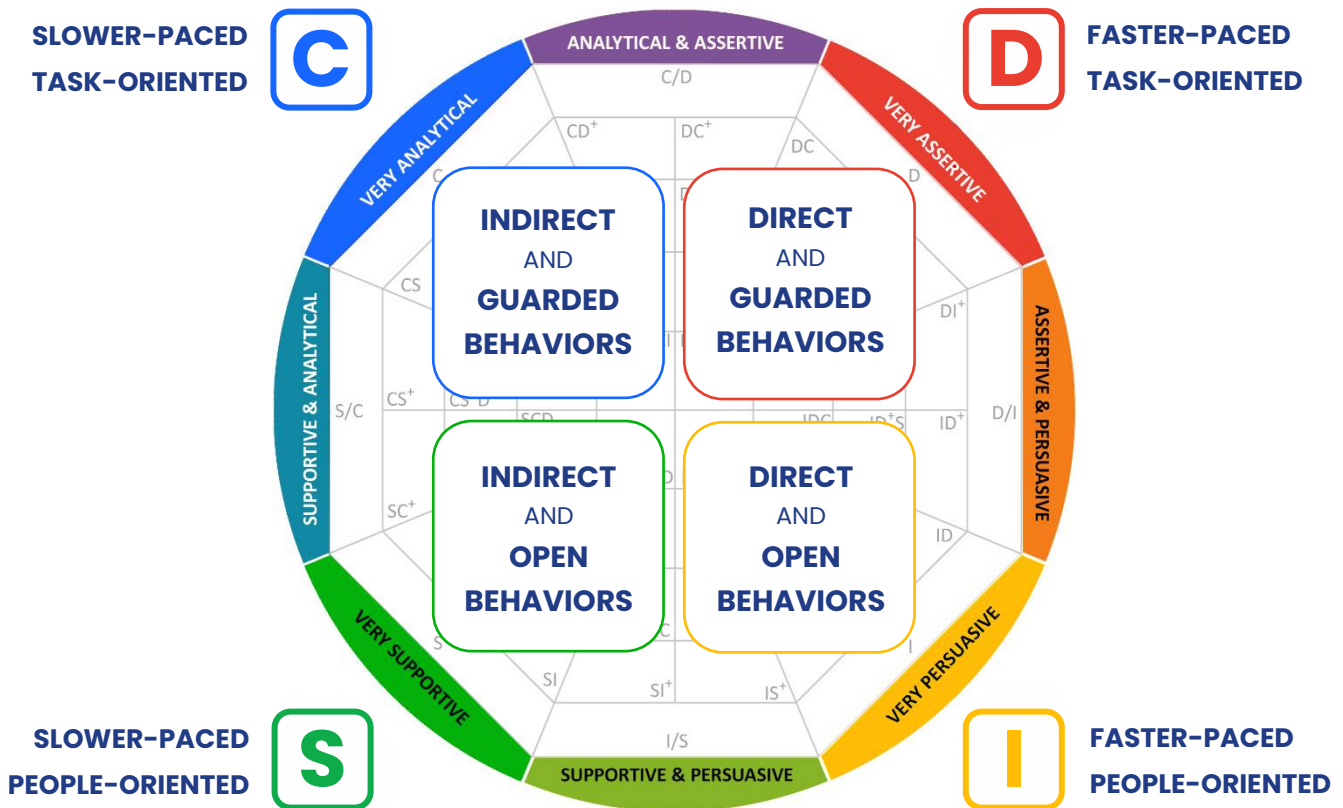 SLOWER-PACED
TASK-ORIENTED
C
ANALYTICAL & ASSERTIVE
D
FASTER-PACED
TASK-ORIENTED
C/D
VERY ANALYTICAL
VERY ASSERTIVE
CD+
DC+
DC
C
D
INDIRECT
AND
GUARDED
BEHAVIORS
DIRECT
AND
GUARDED
BEHAVIORS
CS
DI+
SUPPORTIVE & ANALYTICAL
ASSERTIVE & PERSUASIVE
S/C
CS+
ID+S
ID+
D/I
INDIRECT
AND
OPEN
BEHAVIORS
DIRECT
AND
OPEN
BEHAVIORS
SC+
ID
VERY SUPPORTIVE
VERY PERSUASIVE
S
C
I
SI
SI+
IS+
I/S
SUPPORTIVE & PERSUASIVE
SLOWER-PACED
PEOPLE-ORIENTED
S
I
FASTER-PACED
PEOPLE-ORIENTED